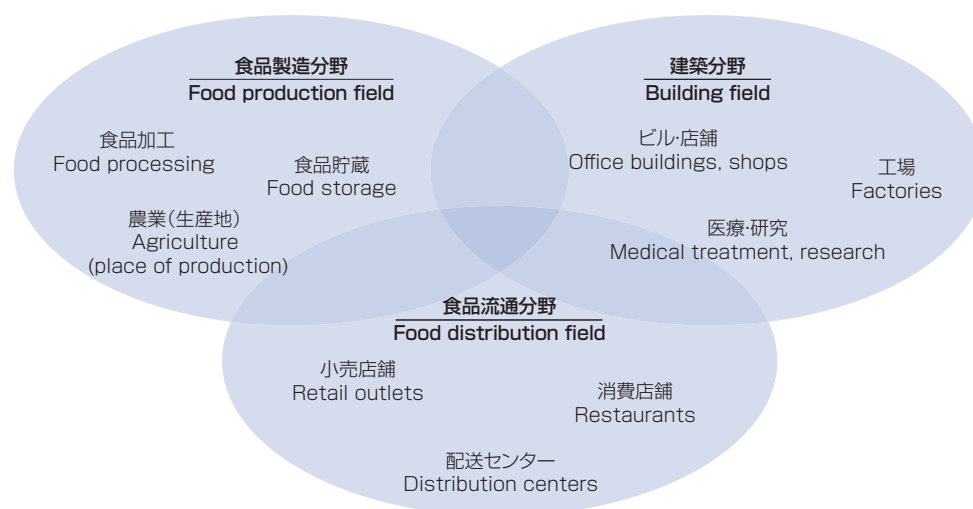 食品製造分野
Food production field
食品加工
Food processing
食品貯蔵
Food storage
農業(生産地)
Agriculture
(place of production)
建築分野
Building field
ビル・店舗
Office buildings, shops
工場
Factories
医療・研究
Medical treatment, research
食品流通分野
Food distribution field
小売店舗
Retail outlets
消費店舗
Restaurants
配送センター
Distribution centers